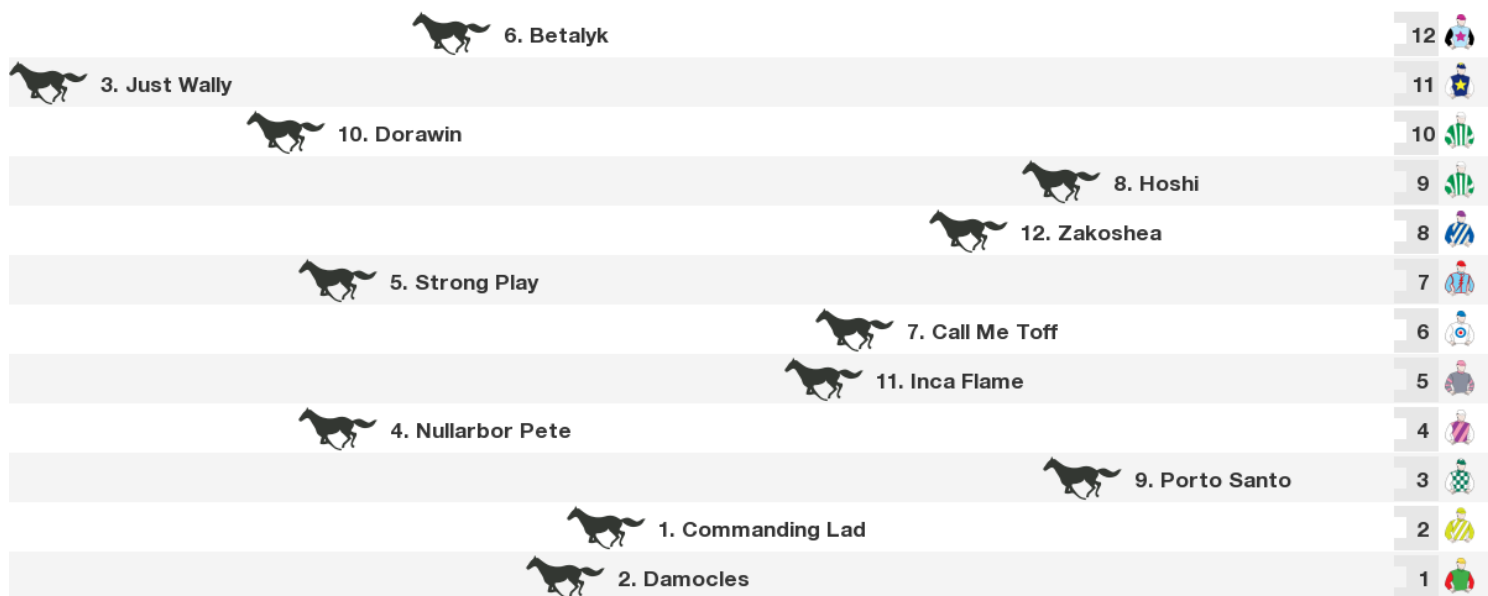 6. Betalyk 12
3. Just Wally 11
10. Dorawin 10
8. Hoshi 9
12. Zakoshea 8
5. Strong Play 7
7. Call Me Toff 6
11. Inca Flame 5
4. Nullarbor Pete 4
9. Porto Santo 3
1. Commanding Lad 2
2. Damocles 1